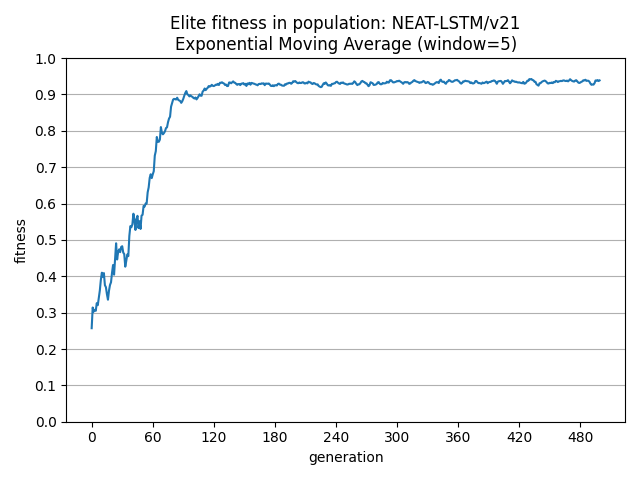 Elite fitness in population: NEAT-LSTM/v21
Exponential Moving Average (window=5)
1.0
0.9
0.8
0.7
0.6
0.5
0.4
0.3
0.2
0.1
0.0
fitness
0 60 120 180 240 300 360 420 480
generation